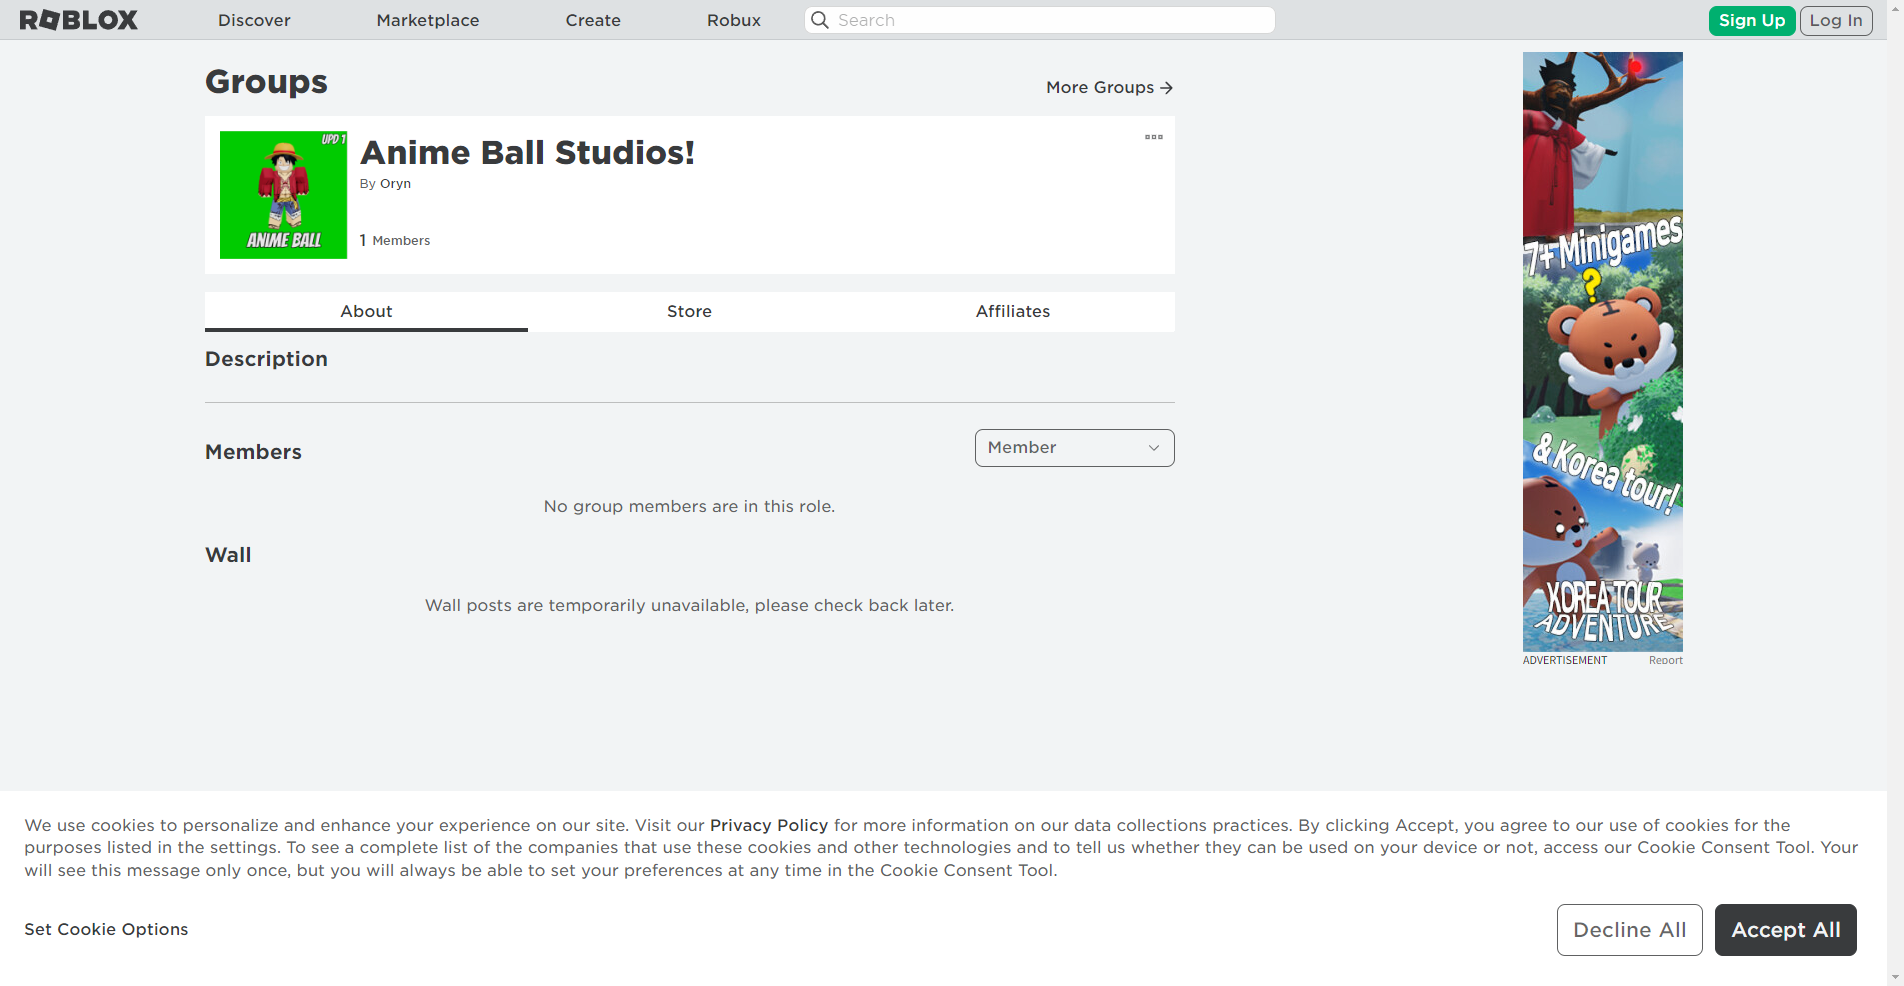 ROBLOX
Discover
Marketplace
Create
Robux
Search
Sign Up
Log In
Groups
More Groups →
UPD 1
ANIME BALL
Anime Ball Studios!
By Oryn
1 Members
About
Store
Affiliates
Description
Members
Member
No group members are in this role.
Wall
Wall posts are temporarily unavailable, please check back later.
7+ Minigames
?
& Korea tour!
KOREA TOUR
ADVENTURE
ADVERTISEMENT
Report
We use cookies to personalize and enhance your experience on our site. Visit our Privacy Policy for more information on our data collections practices. By clicking Accept, you agree to our use of cookies for the
purposes listed in the settings. To see a complete list of the companies that use these cookies and other technologies and to tell us whether they can be used on your device or not, access our Cookie Consent Tool. Your
will see this message only once, but you will always be able to set your preferences at any time in the Cookie Consent Tool.
Set Cookie Options
Decline All
Accept All